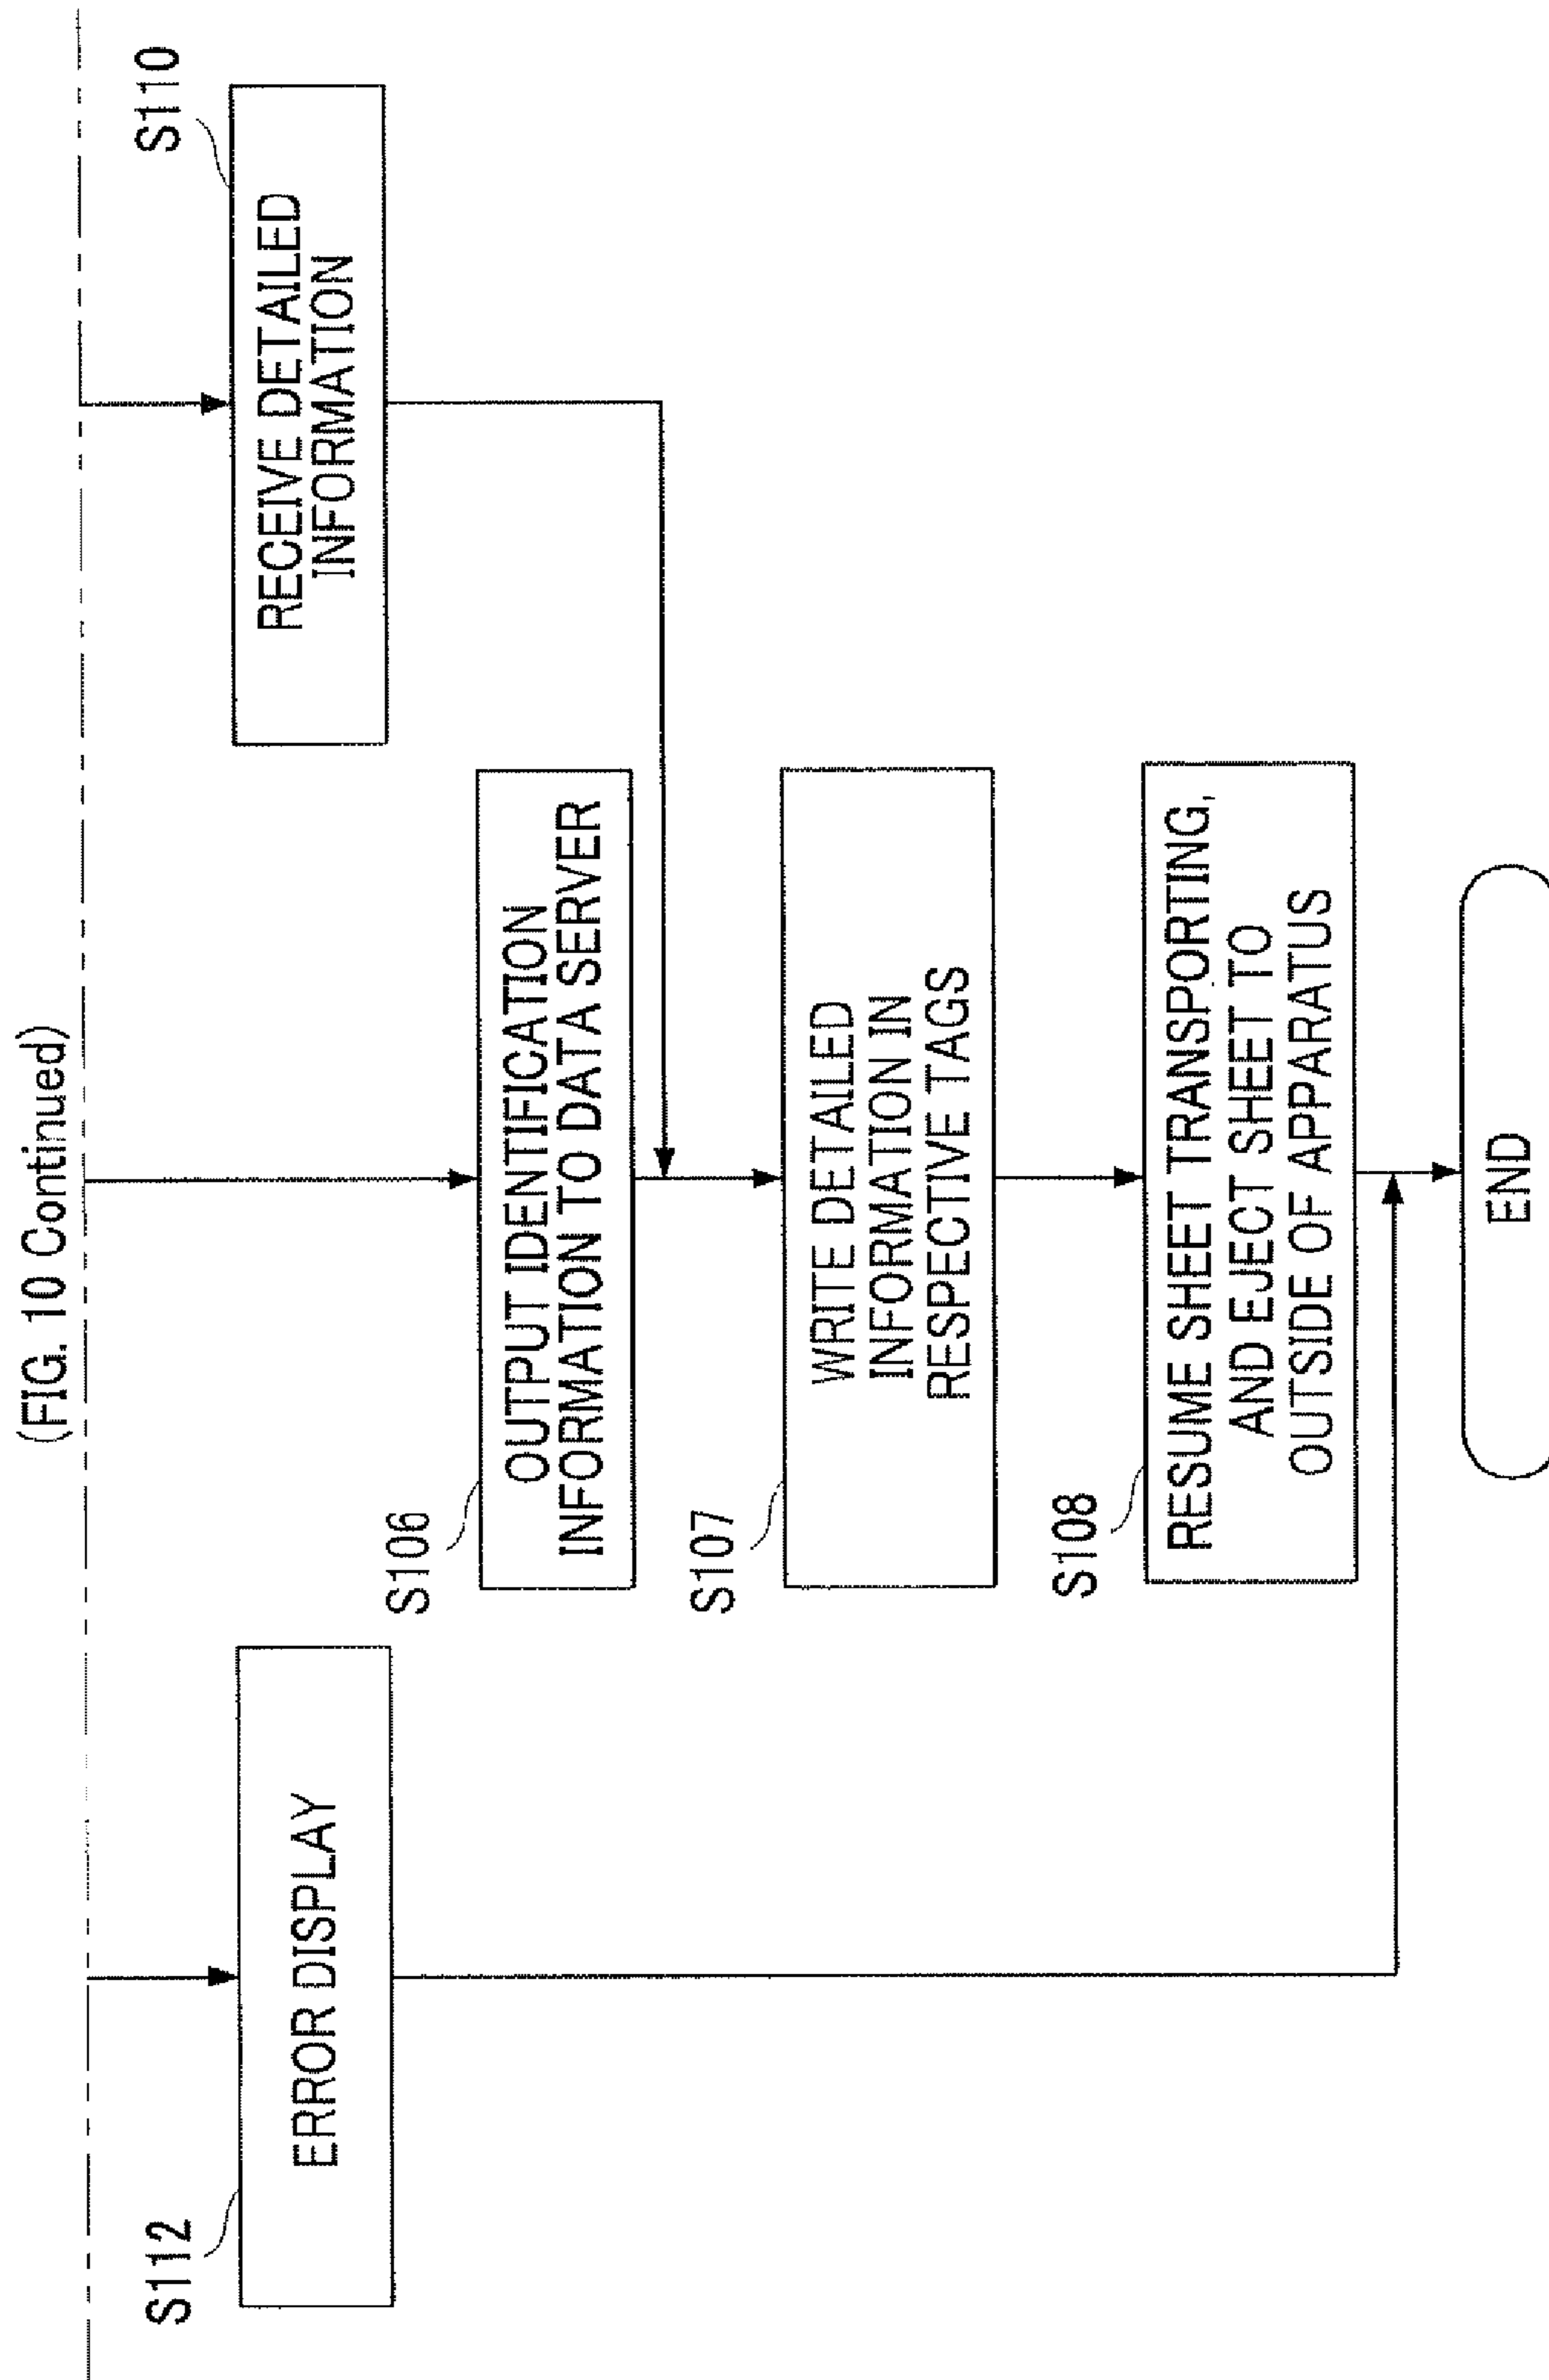 (FIG. 10 Continued)
S112
ERROR DISPLAY
S110
RECEIVE DETAILED
INFORMATION
S106
OUTPUT IDENTIFICATION
INFORMATION TO DATA SERVER
S107
WRITE DETAILED
INFORMATION IN
RESPECTIVE TAGS
S108
RESUME SHEET TRANSPORTING,
AND EJECT SHEET TO
OUTSIDE OF APPARATUS
END